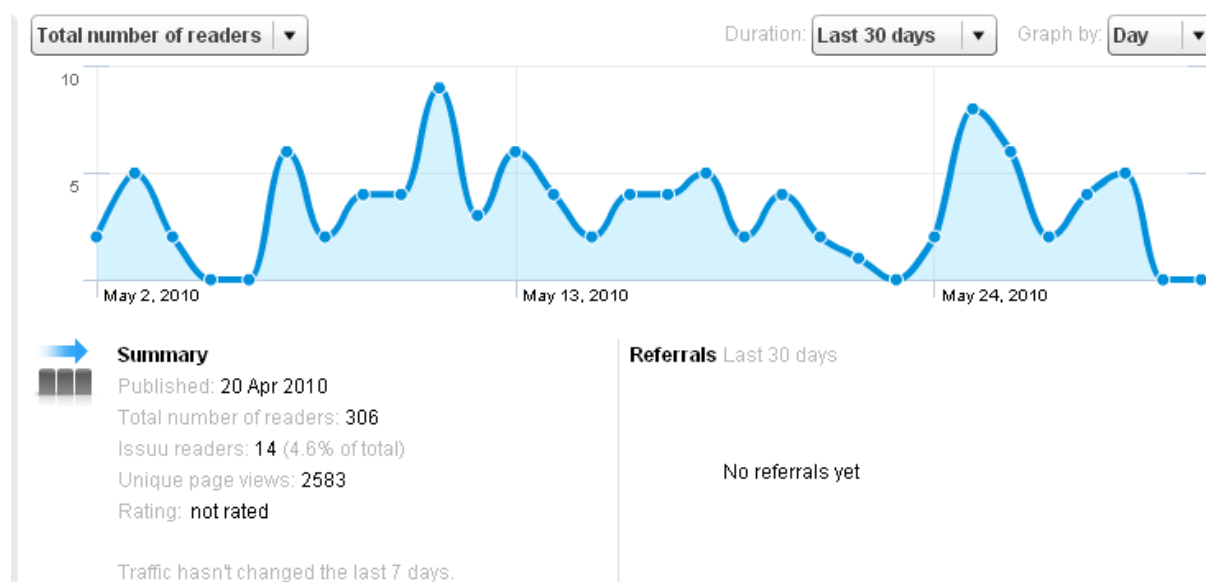 Total number of readers Duration: Last 30 days Graph by: Day
10
5
May 2, 2010 May 13, 2010 May 24, 2010
Summary
Published: 20 Apr 2010
Total number of readers: 306
Issuu readers: 14 (4.6% of total)
Unique page views: 2583
Rating: not rated
Traffic hasn't changed the last 7 days.
Referrals Last 30 days
No referrals yet